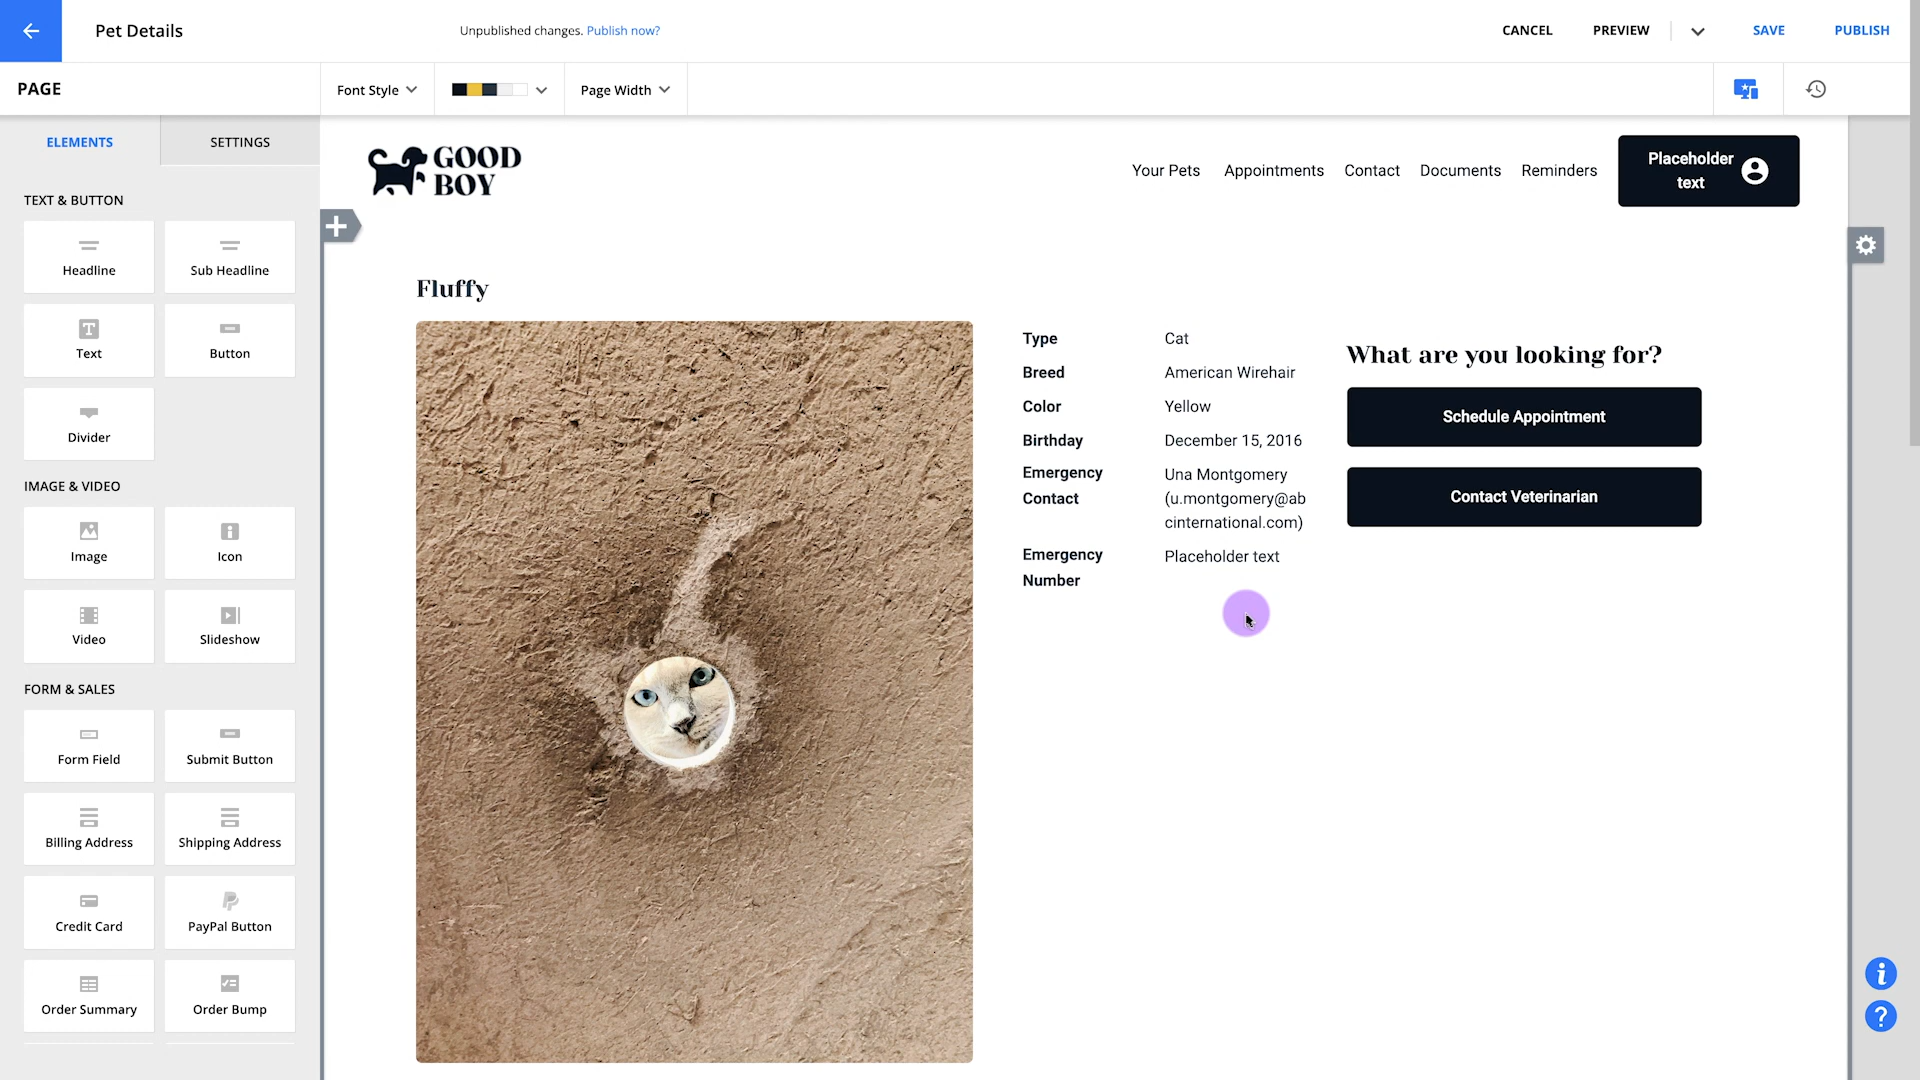 Pet Details
Unpublished changes. Publish now?
CANCEL
PREVIEW
SAVE
PUBLISH
PAGE
Font Style
Page Width
ELEMENTS
SETTINGS
TEXT & BUTTON
Headline
Sub Headline
Text
Button
Divider
IMAGE & VIDEO
Image
Icon
Video
Slideshow
FORM & SALES
Form Field
Submit Button
Billing Address
Shipping Address
Credit Card
PayPal Button
Order Summary
Order Bump
GOOD
BOY
Your Pets
Appointments
Contact
Documents
Reminders
Placeholder
text
Fluffy
Type
Cat
Breed
American Wirehair
Color
Yellow
Birthday
December 15, 2016
Emergency
Contact
Una Montgomery
(u.montgomery@ab
cinternational.com)
Emergency
Number
Placeholder text
What are you looking for?
Schedule Appointment
Contact Veterinarian